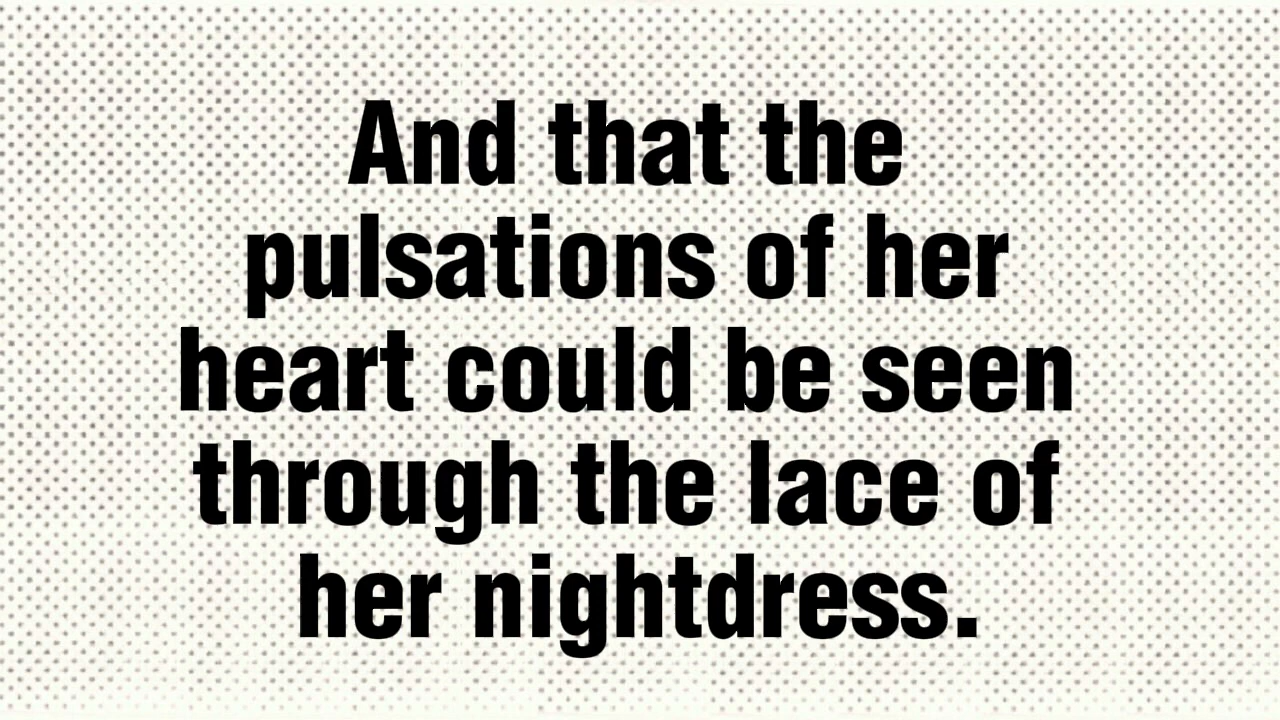 And that the
pulsations of her
heart could be seen
through the lace of
her nightdress.